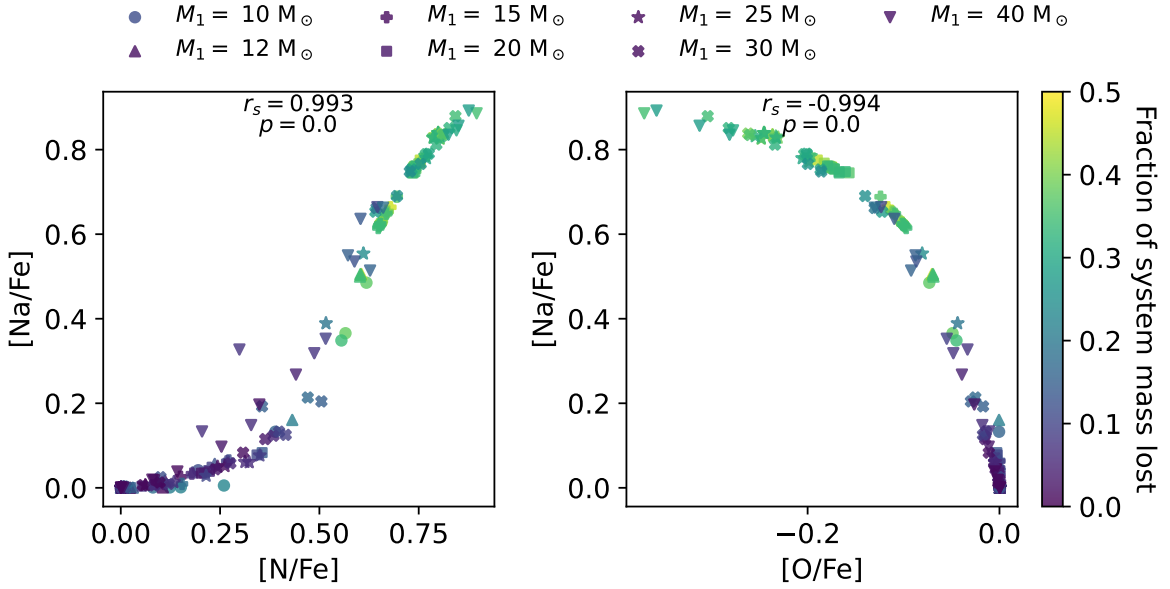 M₁ = 10 M⊙ M₁ = 15 M⊙ M₁ = 25 M⊙ M₁ = 40 M⊙
M₁ = 12 M⊙ M₁ = 20 M⊙ M₁ = 30 M⊙
rₛ = 0.993
p = 0.0
0.8
0.6
0.4
0.2
0.0
[Na/Fe]
0.00 0.25 0.50 0.75
[N/Fe]
rₛ = -0.994
p = 0.0
0.8
0.6
0.4
0.2
0.0
[Na/Fe]
−0.2 0.0
[O/Fe]
0.5
0.4
0.3
0.2
0.1
0.0
Fraction of system mass lost